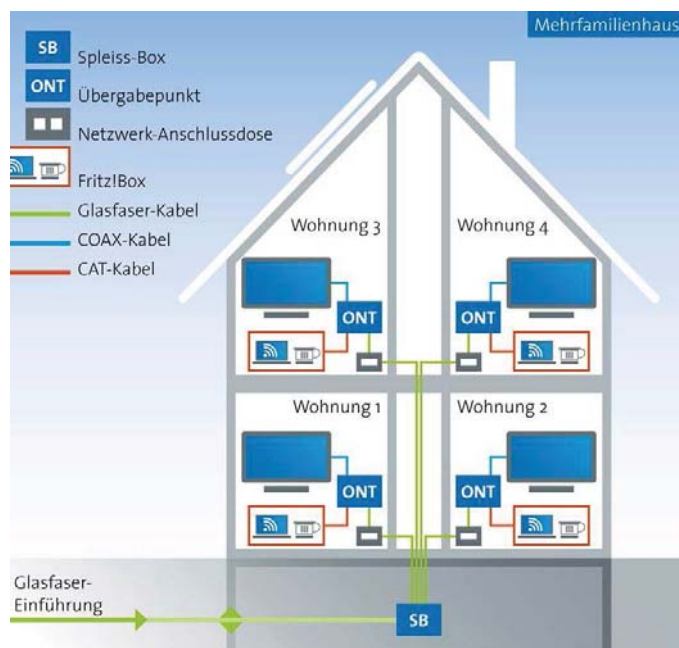 Mehrfamilienhaus
SB
Spleiss-Box
ONT
Übergabepunkt
Netzwerk-Anschlussdose
Fritz!Box
Glasfaser-Kabel
COAX-Kabel
CAT-Kabel
Wohnung 3
Wohnung 4
ONT
ONT
Wohnung 1
Wohnung 2
ONT
ONT
Glasfaser-
Einführung
SB